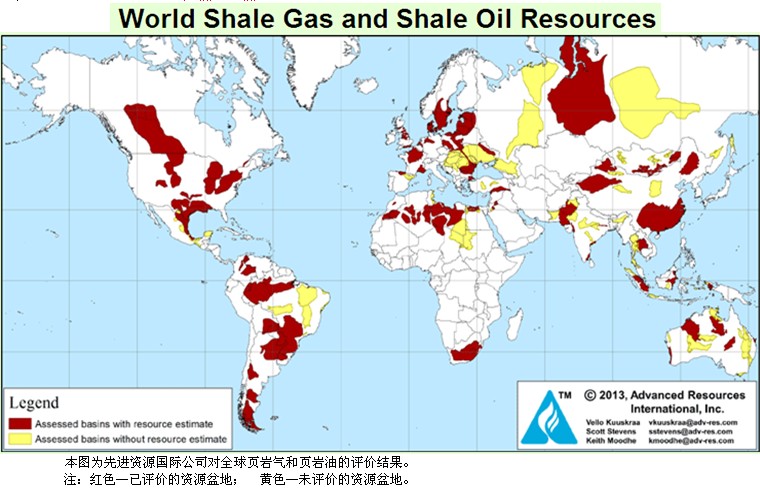 World Shale Gas and Shale Oil Resources
Legend
Assessed basins with resource estimate
Assessed basins without resource estimate
TM
© 2013, Advanced Resources
International, Inc.
Vello Kuuskraa vkuuskraa@adv-res.com
Scott Stevens sstevens@adv-res.com
Keith Moodhe kmoodhe@adv-res.com
本图为先进资源国际公司对全球页岩气和页岩油的评价结果。
注：红色—已评价的资源盆地； 黄色—未评价的资源盆地。